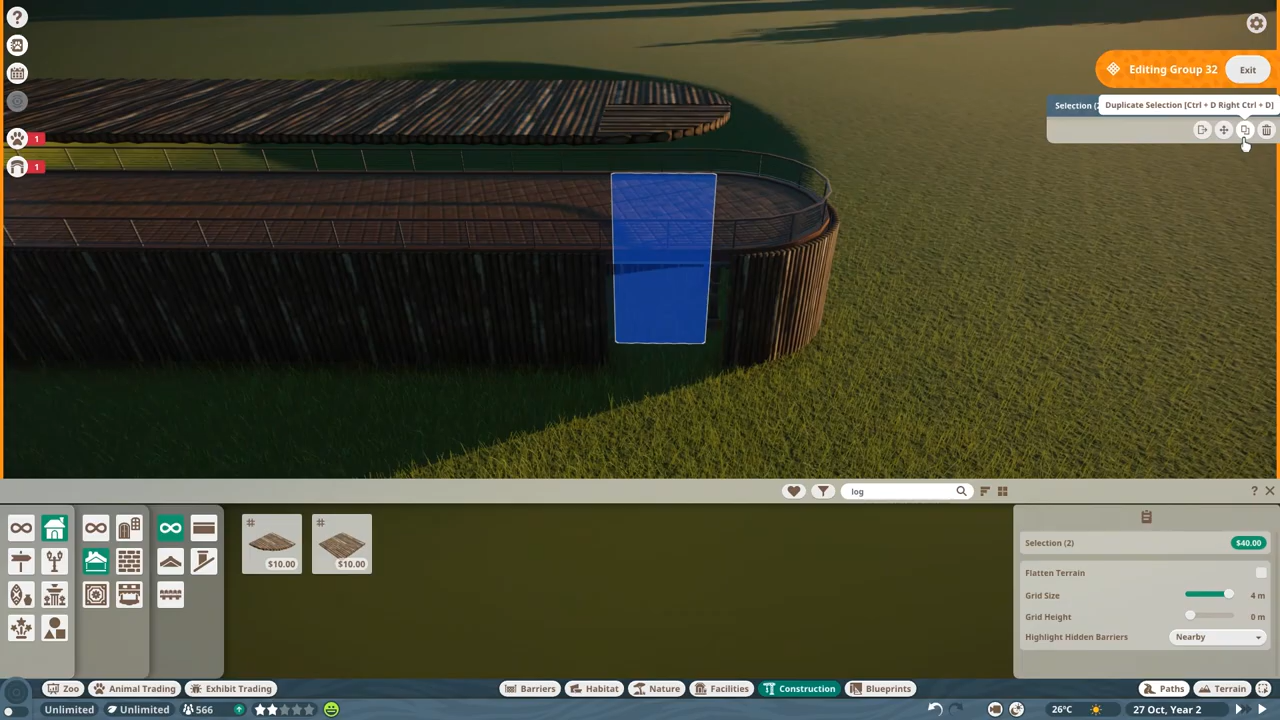 ?
Editing Group 32
Exit
Selection (2
Duplicate Selection [Ctrl + D Right Ctrl + D]
1
1
log
?
#
$10.00
#
$10.00
Selection (2)
$40.00
Flatten Terrain
Grid Size
4 m
Grid Height
0 m
Highlight Hidden Barriers
Nearby
Zoo
Animal Trading
Exhibit Trading
Barriers
Habitat
Nature
Facilities
Construction
Blueprints
Paths
Terrain
Unlimited
Unlimited
566
26°C
27 Oct, Year 2